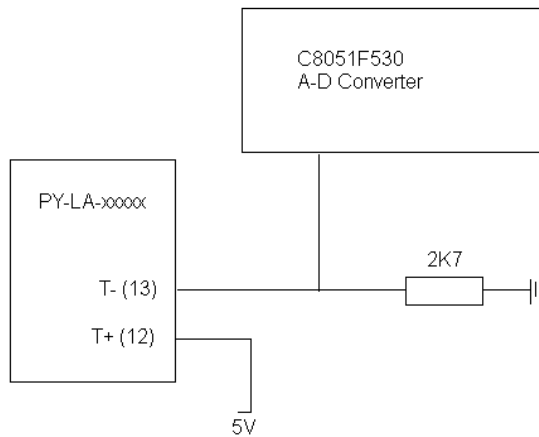 C8051F530
A-D Converter
PY-LA-xxxxx
2K7
T- (13)
T+ (12)
5V